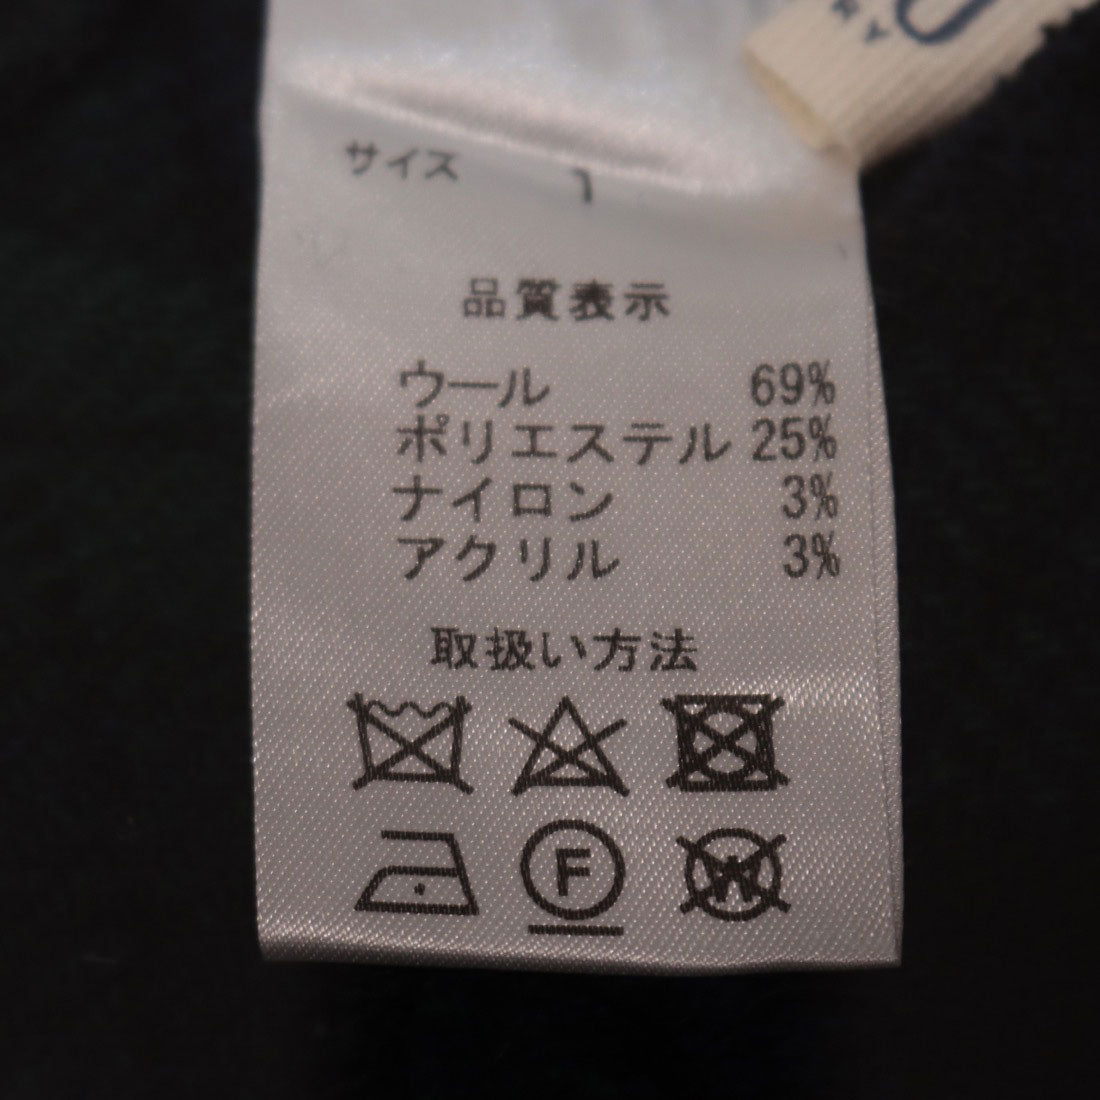 サイズ 1
品質表示
ウール 69%
ポリエステル 25%
ナイロン 3%
アクリル 3%
取扱い方法
F
W